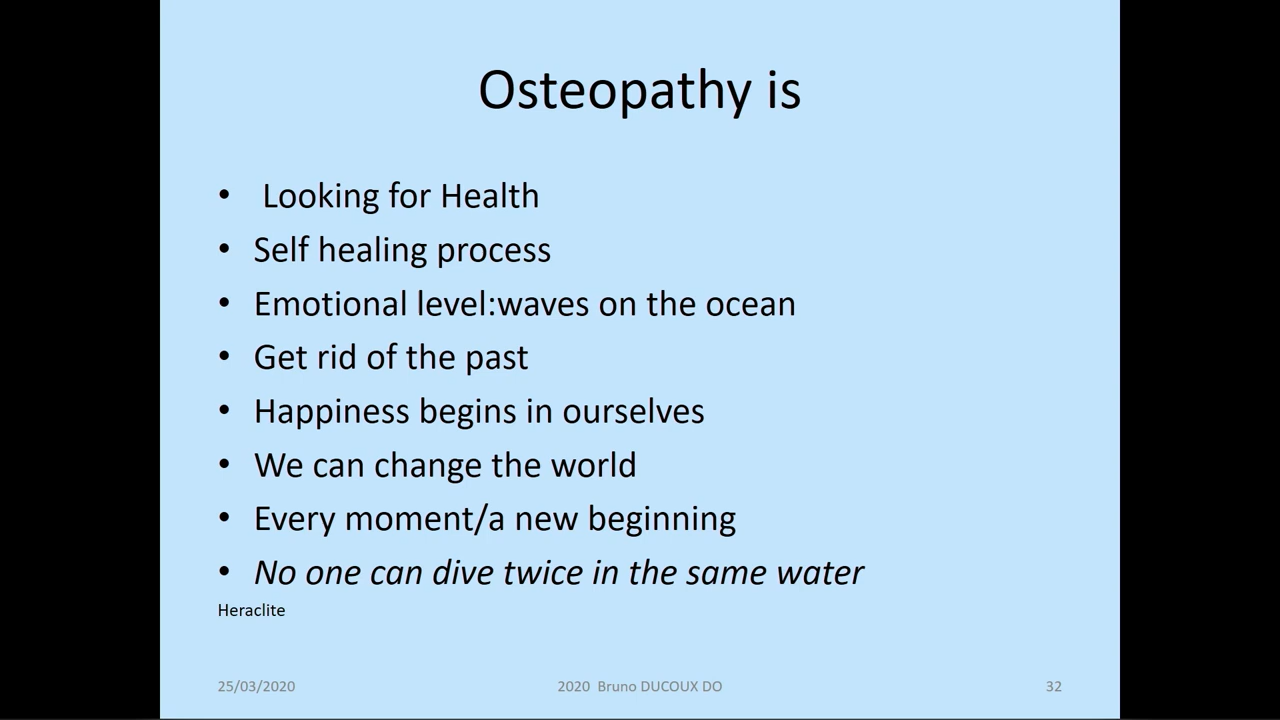 Osteopathy is
• Looking for Health
• Self healing process
• Emotional level:waves on the ocean
• Get rid of the past
• Happiness begins in ourselves
• We can change the world
• Every moment/a new beginning
• No one can dive twice in the same water
Heraclite
25/03/2020 2020 Bruno DUCOUX DO 32